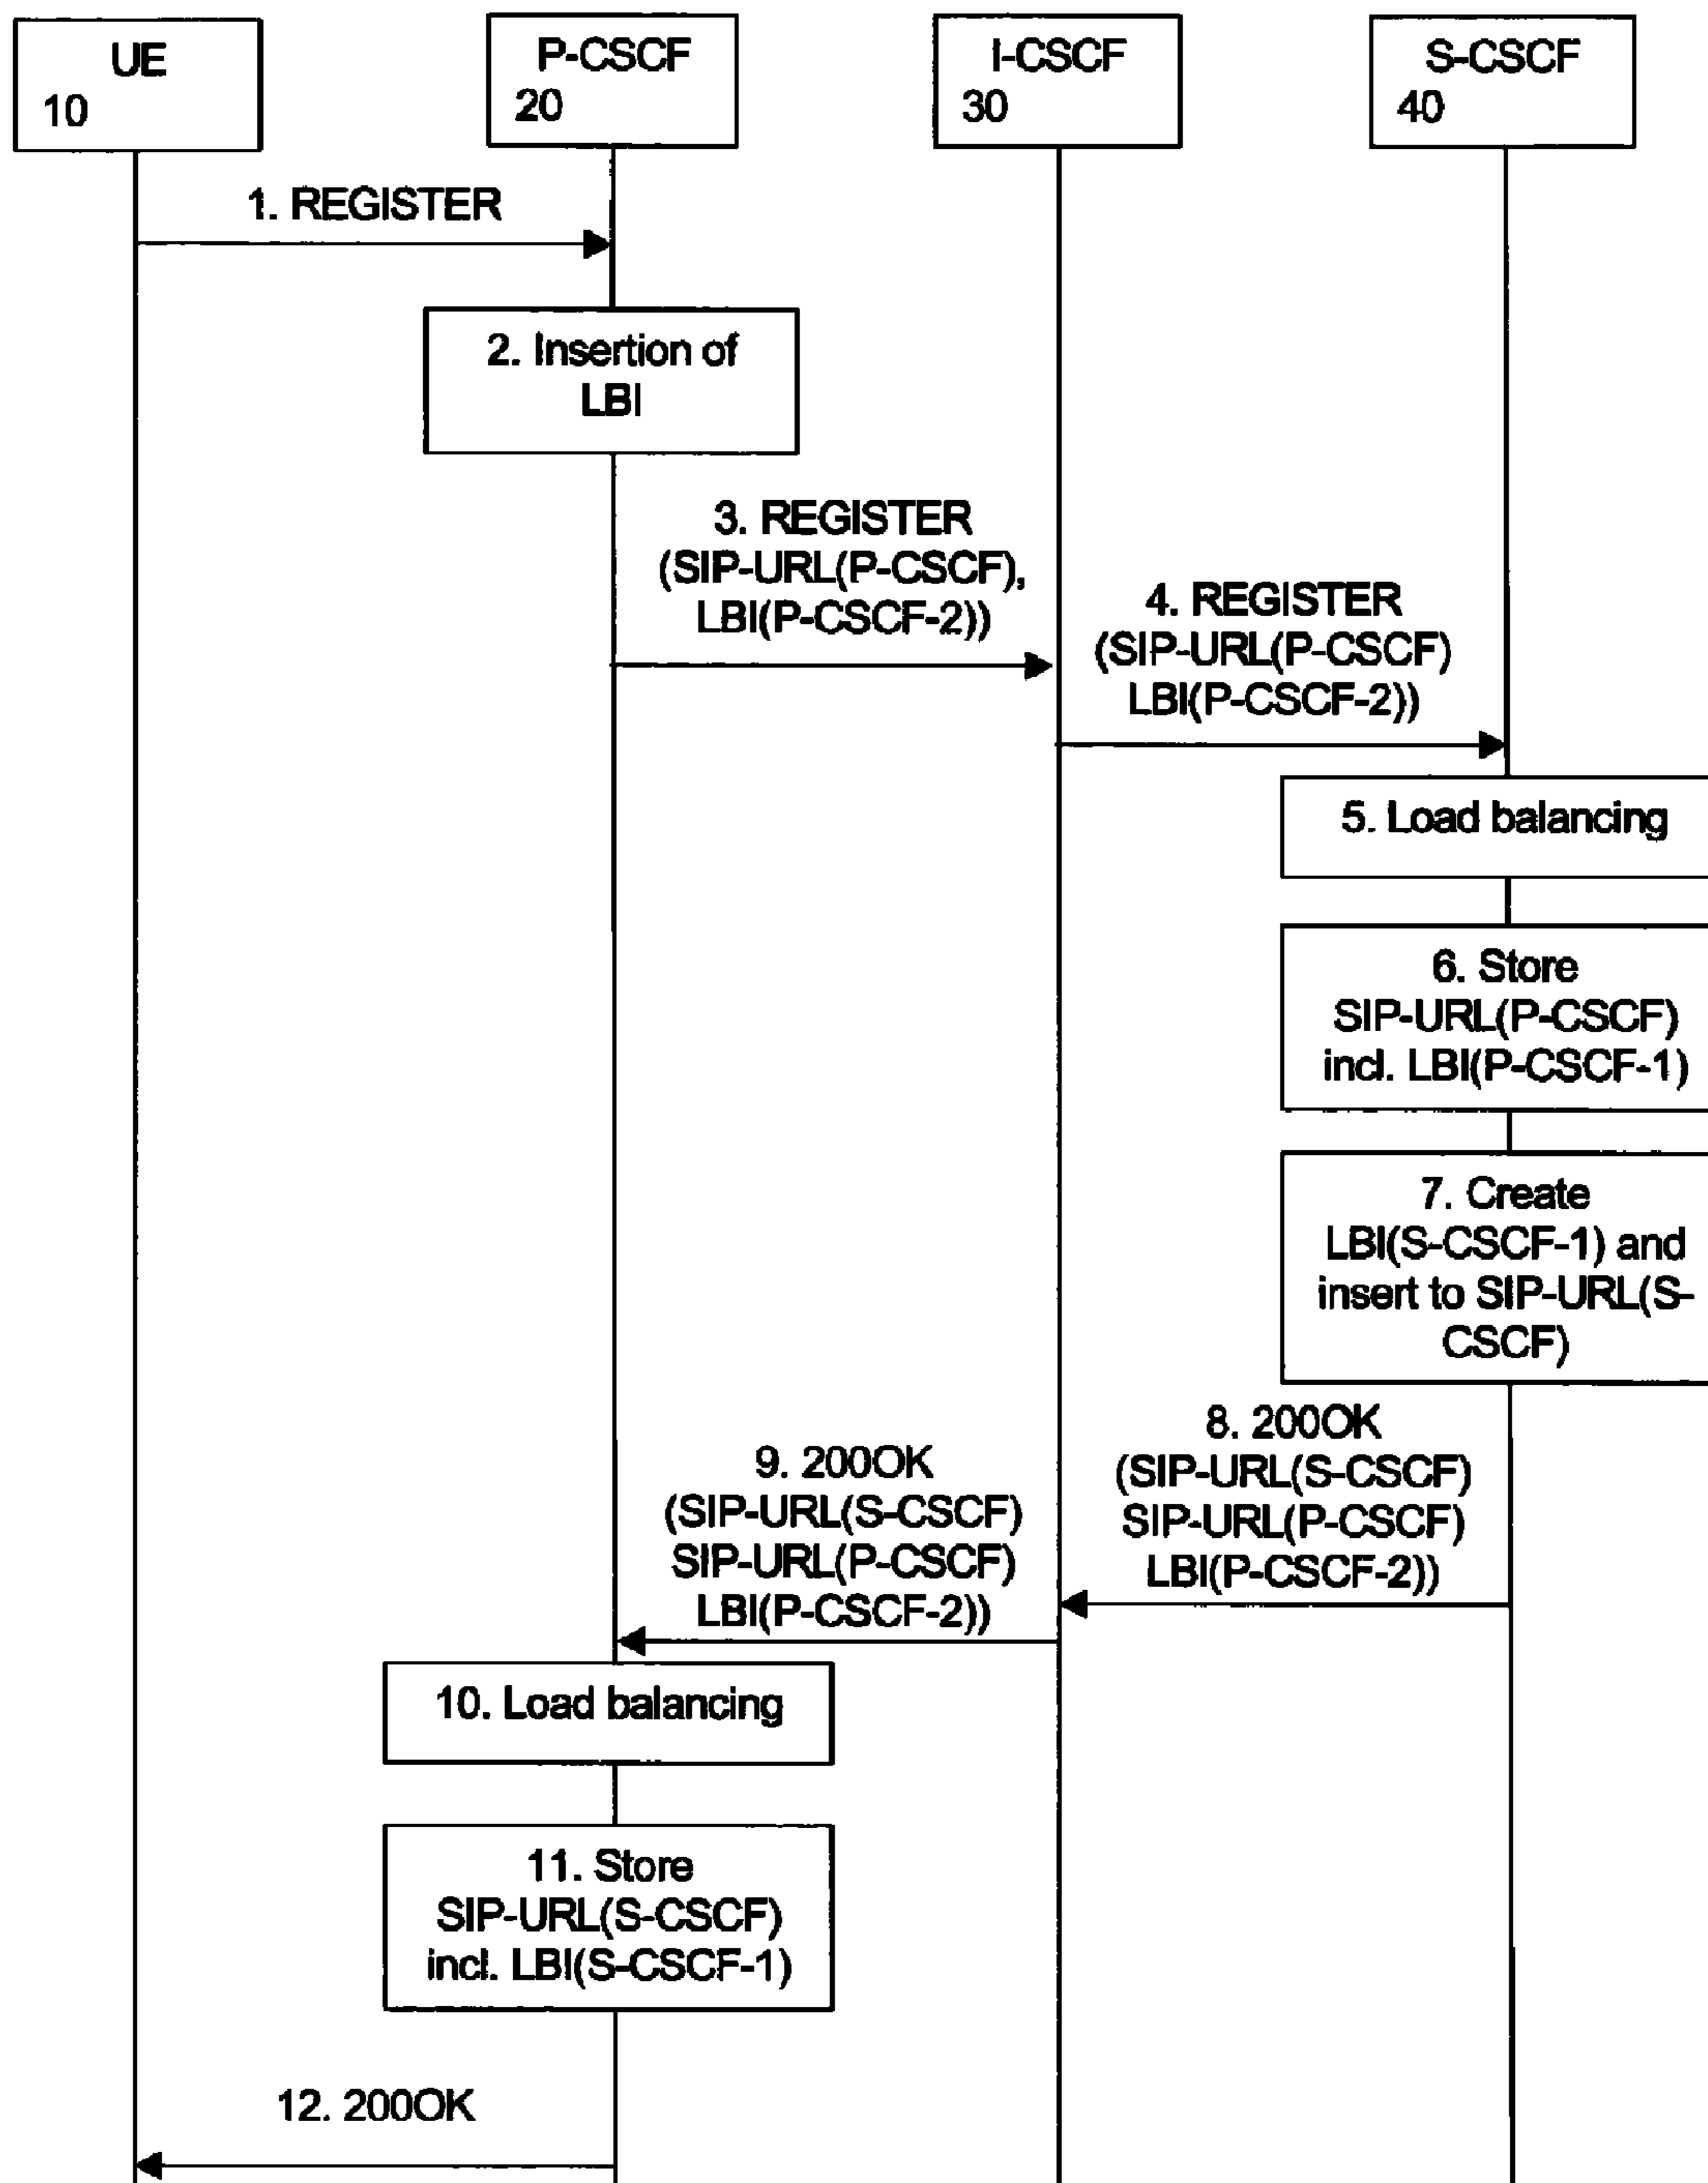 UE
10
P-CSCF
20
I-CSCF
30
S-CSCF
40
1. REGISTER
2. Insertion of
LBI
3. REGISTER
(SIP-URL(P-CSCF),
LBI(P-CSCF-2))
4. REGISTER
(SIP-URL(P-CSCF)
LBI(P-CSCF-2))
5. Load balancing
6. Store
SIP-URL(P-CSCF)
incl. LBI(P-CSCF-1)
7. Create
LBI(S-CSCF-1) and
insert to SIP-URL(S-
CSCF)
8. 200OK
(SIP-URL(S-CSCF)
SIP-URL(P-CSCF)
LBI(P-CSCF-2))
9. 200OK
(SIP-URL(S-CSCF)
SIP-URL(P-CSCF)
LBI(P-CSCF-2))
10. Load balancing
11. Store
SIP-URL(S-CSCF)
incl. LBI(S-CSCF-1)
12. 200OK